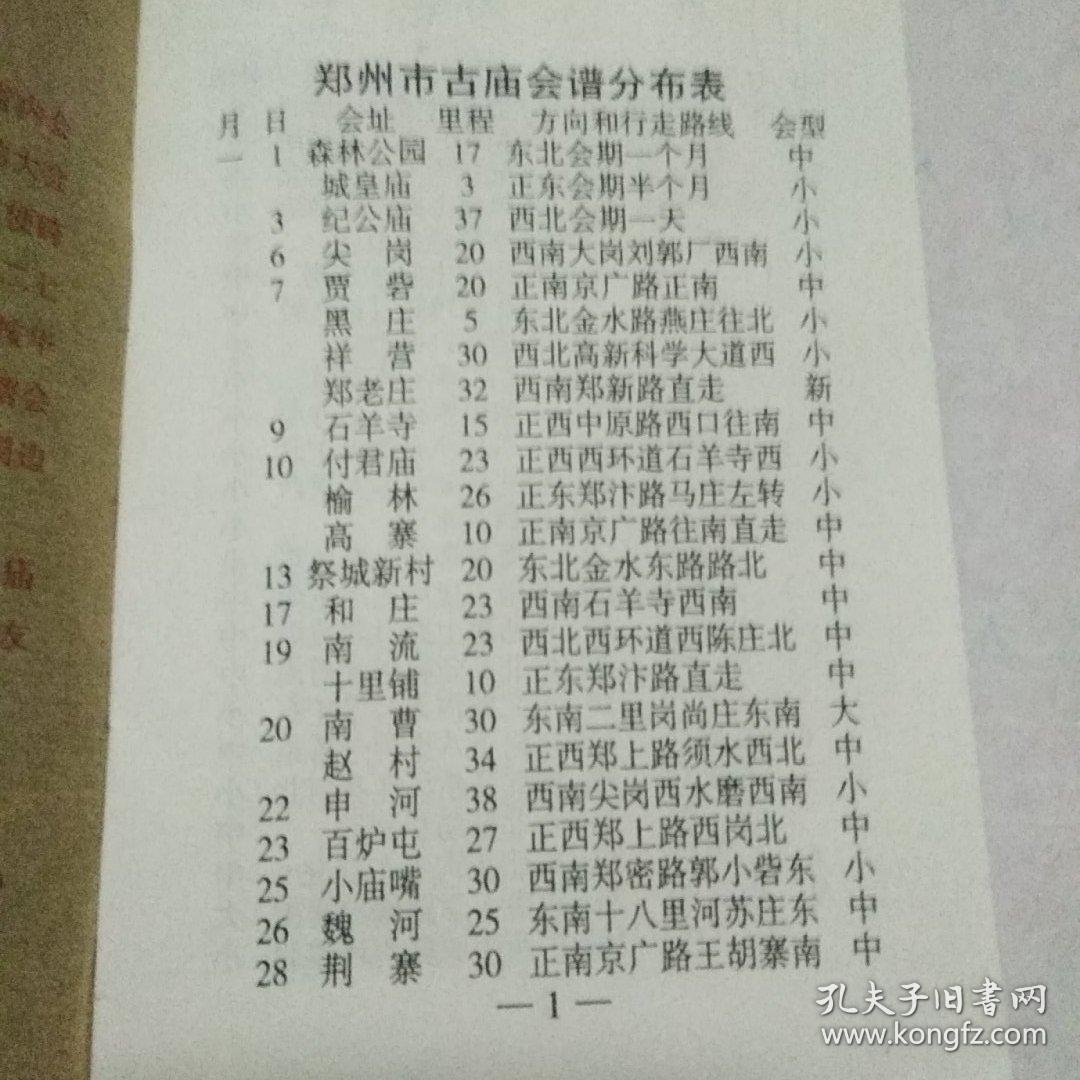 郑州市古庙会谱分布表
月 日 会址 里程 方向和行走路线 会型
一 1 森林公园 17 东北会期一个月 中
城皇庙 3 正东会期半个月 小
3 纪公庙 37 西北会期一天 小
6 尖岗 20 西南大岗刘郭厂西南 小
7 贾砦 20 正南京广路正南 中
黑庄 5 东北金水路燕庄往北 小
祥营 30 西北高新科学大道西 小
郑老庄 32 西南郑新路直走 新
9 石羊寺 15 正西中原路西口往南 中
10 付君庙 23 正西西环道石羊寺西 小
榆林 26 正东郑汴路马庄左转 小
高寨 10 正南京广路往南直走 中
13 祭城新村 20 东北金水东路路北 中
17 和庄 23 西南石羊寺西南 中
19 南流 23 西北西环道西陈庄北 中
十里铺 10 正东郑汴路直走 中
20 南曹 30 东南二里岗尚庄东南 大
赵村 34 正西郑上路须水西北 中
22 申河 38 西南尖岗西水磨西南 小
23 百炉屯 27 正西郑上路西岗北 中
25 小庙嘴 30 西南郑密路郭小砦东 小
26 魏河 25 东南十八里河苏庄东 中
28 荆寨 30 正南京广路王胡寨南 中
—1—
孔夫子旧书网
www.kongfz.com